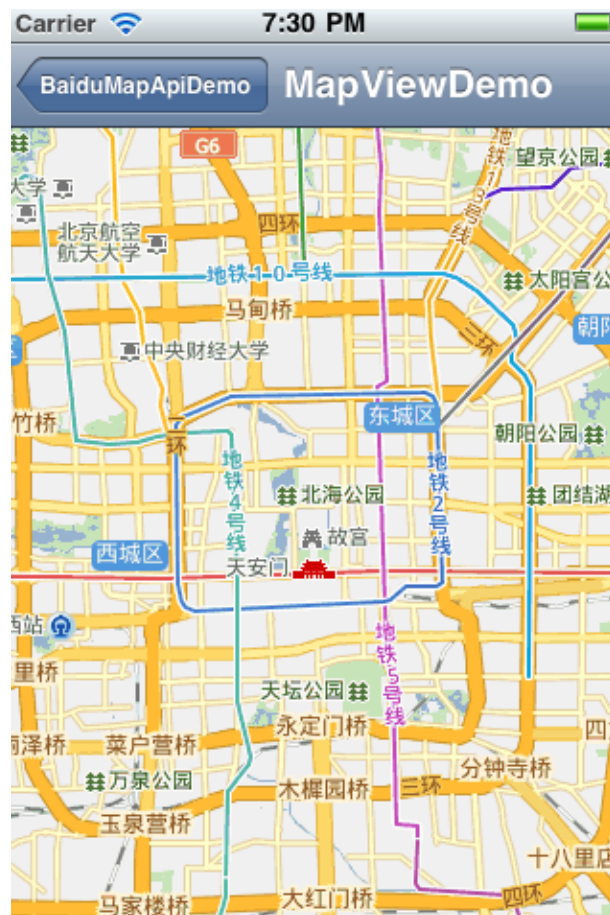 Carrier
7:30 PM
BaiduMapApiDemo
MapViewDemo
G6
望京公园
地铁13号线
大学
北京航空
航天大学
四环
地铁10号线
太阳宫公
马甸桥
三环
朝阳
中央财经大学
竹桥
二环
东城区
朝阳公园
地铁4号线
地铁2号线
北海公园
团结湖
故宫
西城区
天安门
西站
里桥
地铁5号线
天坛公园
永定门桥
丽泽桥
菜户营桥
四
分钟寺桥
万泉公园
木樨园桥
三环
玉泉营桥
十八里店
马家楼桥
大红门桥
四环